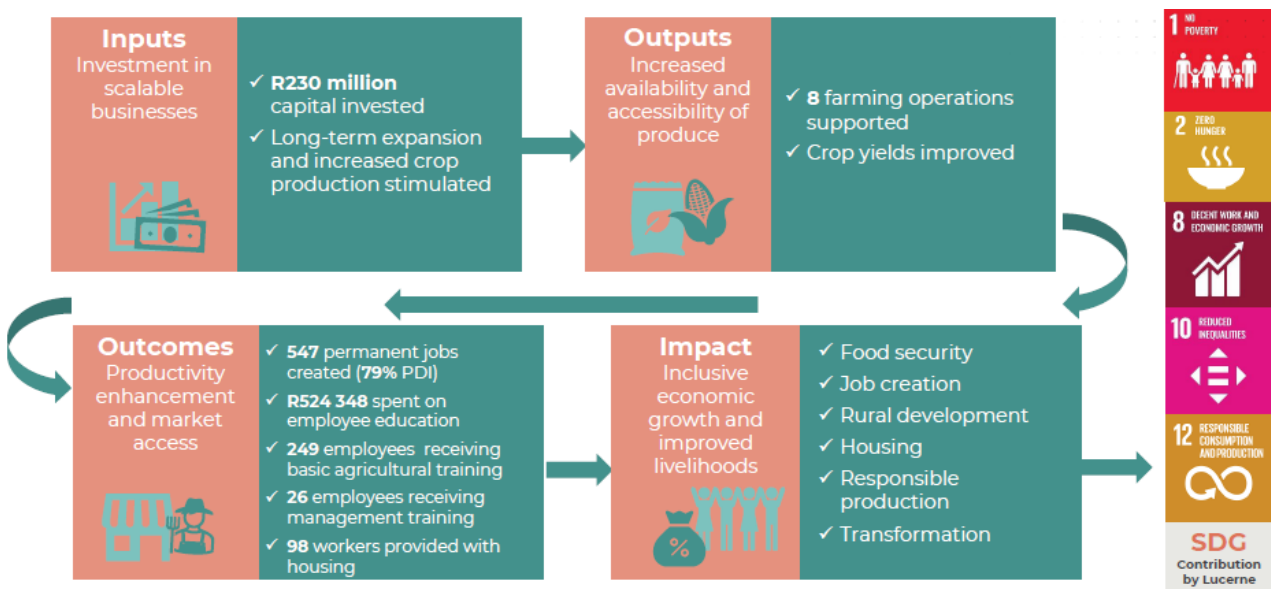 Inputs
Investment in
scalable
businesses
✓ R230 million
capital invested
✓ Long-term expansion
and increased crop
production stimulated
Outputs
Increased
availability and
accessibility of
produce
✓ 8 farming operations
supported
✓ Crop yields improved
Outcomes
Productivity
enhancement
and market
access
✓ 547 permanent jobs
created (79% PDI)
✓ R524 348 spent on
employee education
✓ 249 employees receiving
basic agricultural training
✓ 26 employees receiving
management training
✓ 98 workers provided with
housing
Impact
Inclusive
economic
growth and
improved
livelihoods
%
✓ Food security
✓ Job creation
✓ Rural development
✓ Housing
✓ Responsible
production
✓ Transformation
1 NO
POVERTY
2 ZERO
HUNGER
8 DECENT WORK AND
ECONOMIC GROWTH
10 REDUCED
INEQUALITIES
12 RESPONSIBLE
CONSUMPTION
AND PRODUCTION
SDG
Contribution
by Lucerne